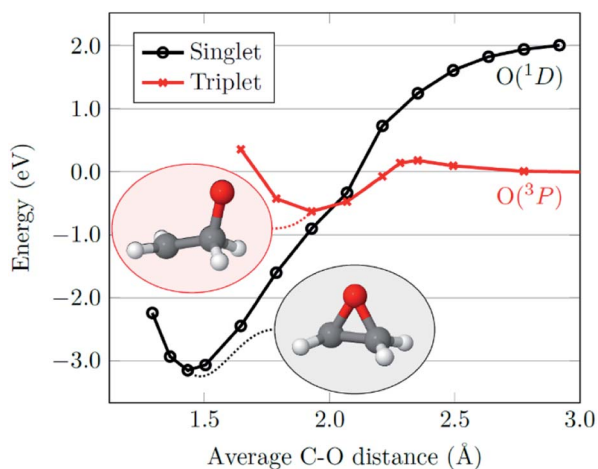 Singlet
Triplet
2.0
1.0
0.0
−1.0
−2.0
−3.0
Energy (eV)
O(¹D)
O(³P)
1.5
2.0
2.5
3.0
Average C-O distance (Å)